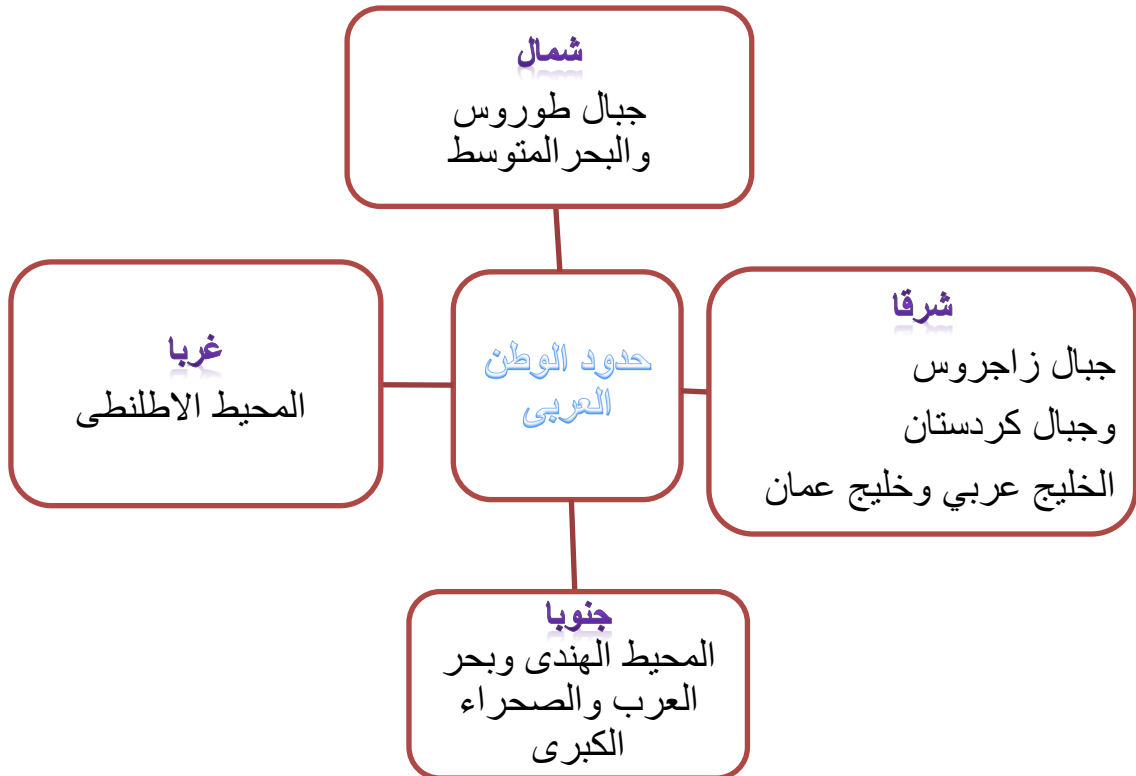 شمال
جبال طوروس
والبحرالمتوسط
شرقا
جبال زاجروس
وجبال كردستان
الخليج عربي وخليج عمان
حدود الوطن
العربى
غربا
المحيط الاطلنطى
جنوبا
المحيط الهندى وبحر
العرب والصحراء
الكبرى